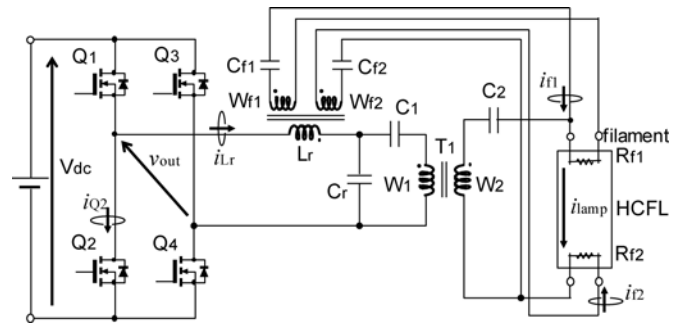 Q1
Q3
Cf1
Cf2
Wf1
Wf2
C1
C2
if1
filament
Vdc
vout
iLr
Lr
T1
Rf1
iQ2
Cr
W1
W2
ilamp
HCFL
Q2
Q4
Rf2
if2